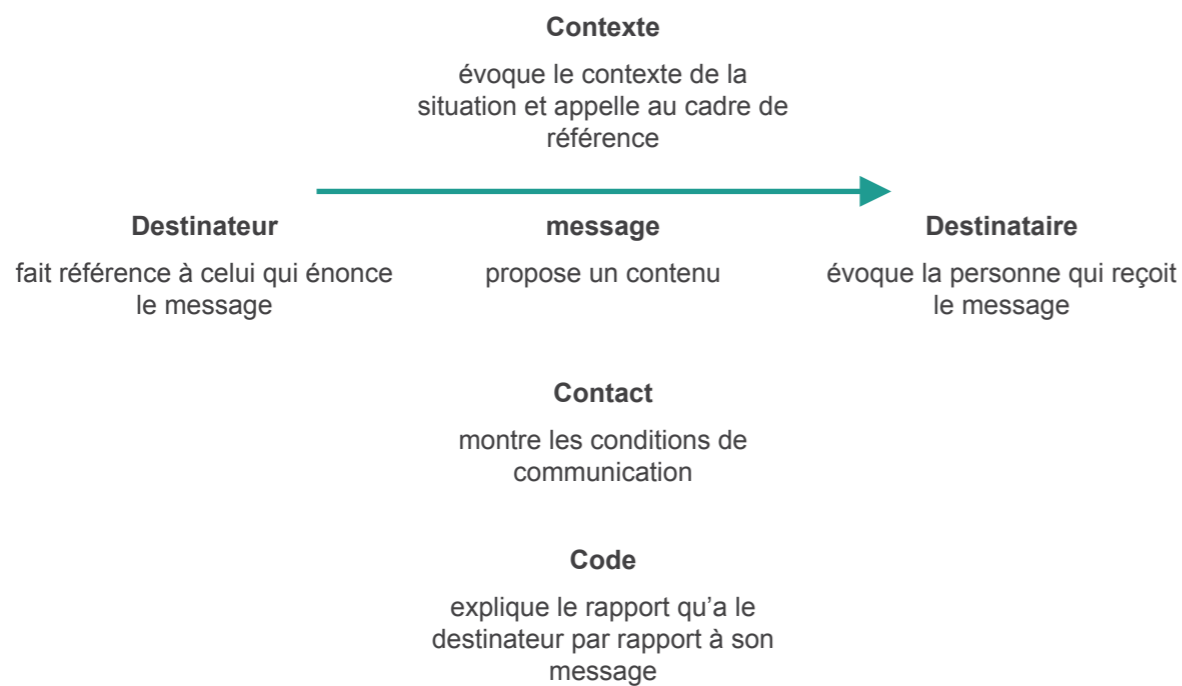 Contexte
évoque le contexte de la
situation et appelle au cadre de
référence
Destinateur
fait référence à celui qui énonce
le message
message
propose un contenu
Destinataire
évoque la personne qui reçoit
le message
Contact
montre les conditions de
communication
Code
explique le rapport qu’a le
destinateur par rapport à son
message